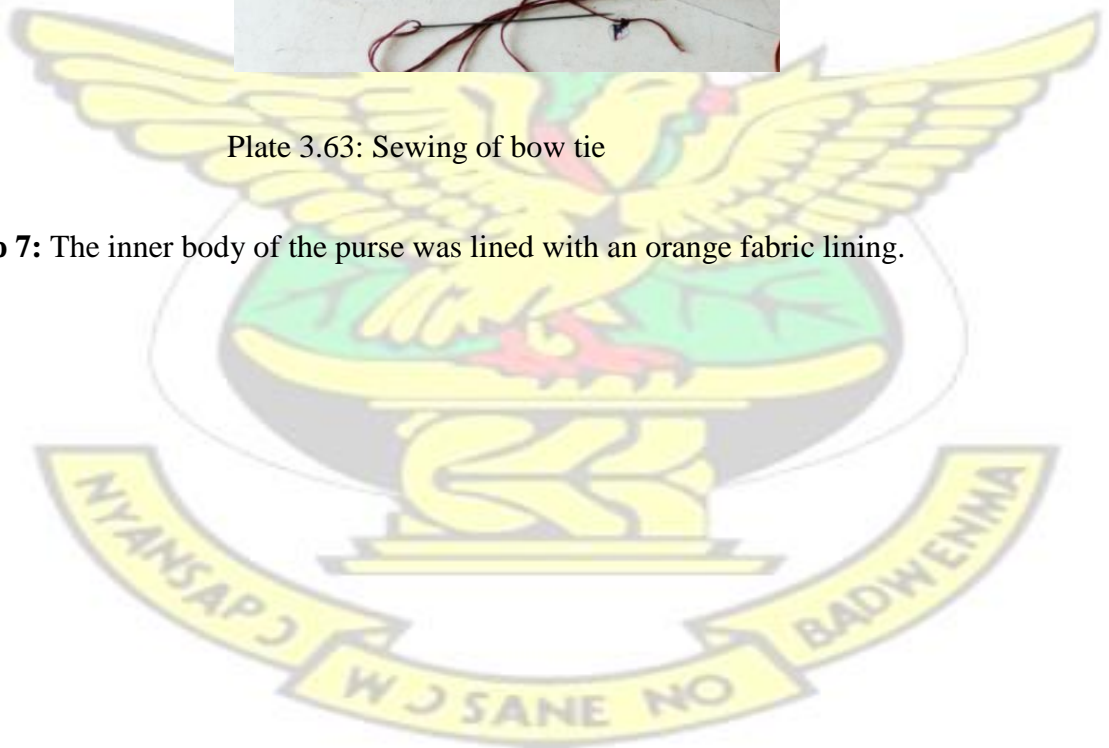 Plate 3.63: Sewing of bow tie
p 7: The inner body of the purse was lined with an orange fabric lining.
NYANSAPƆ
WƆ SANE NO
BADWENMA